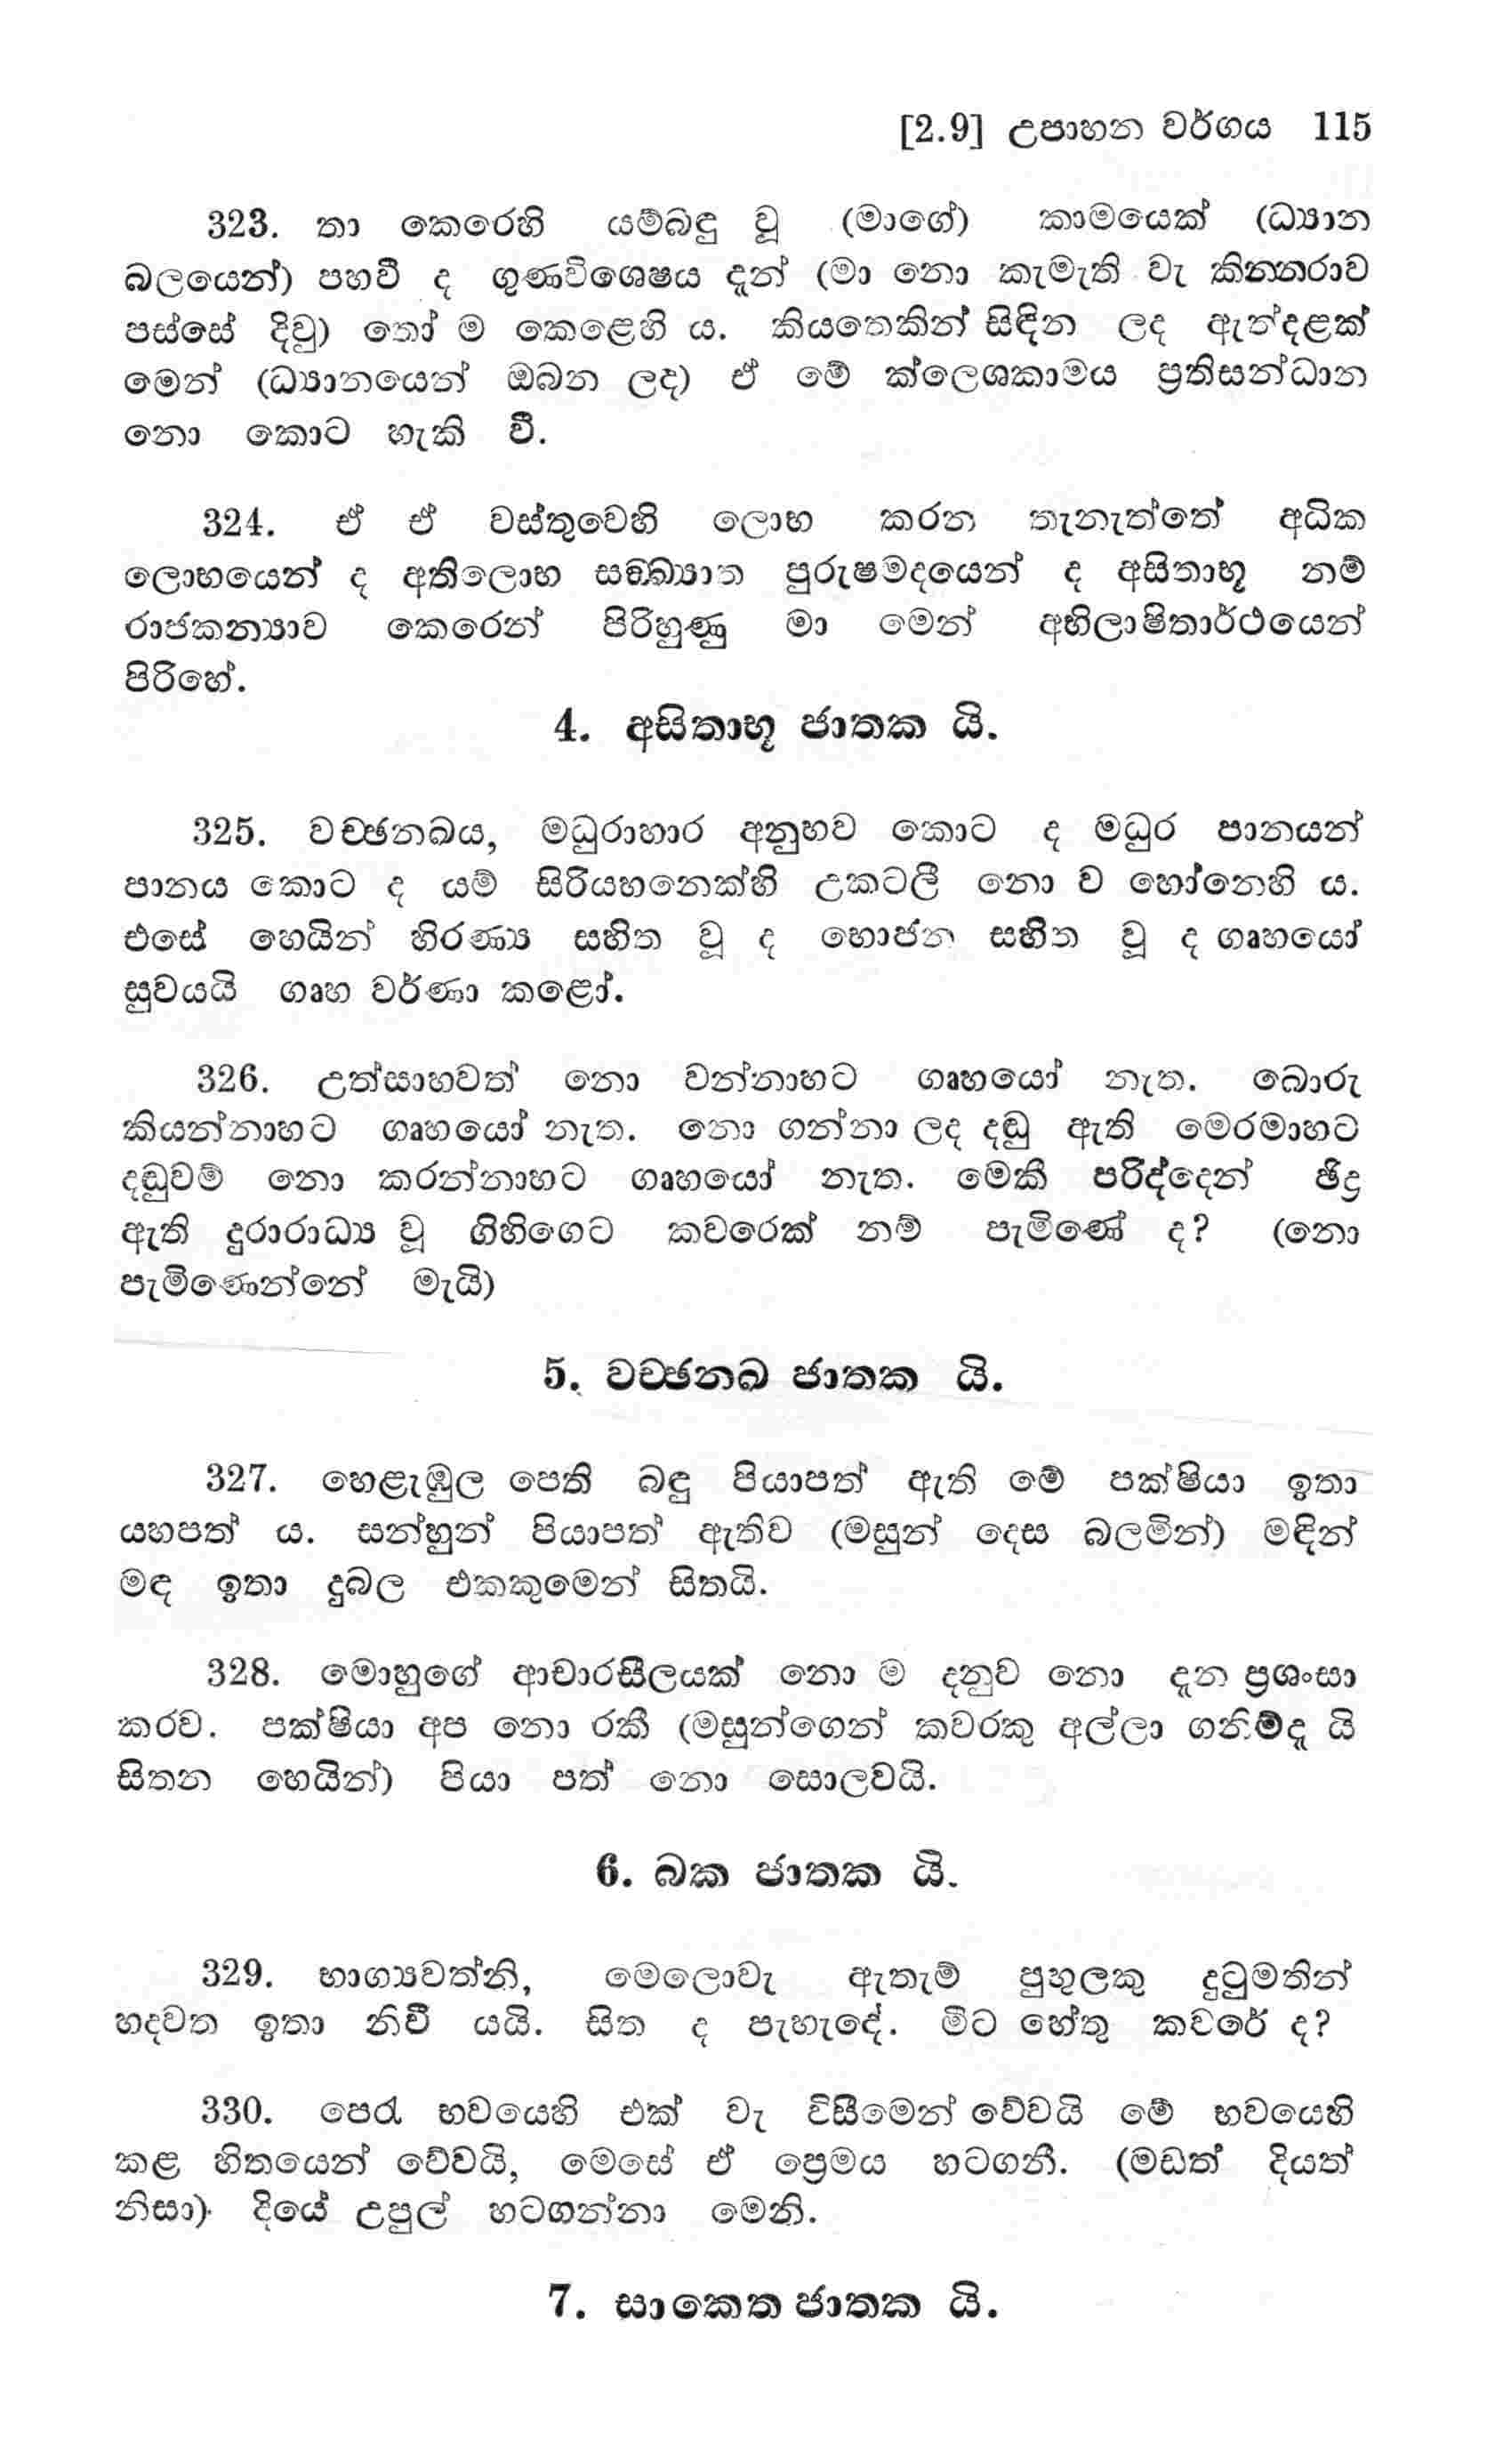 [2.9] උපාහන වර්ගය 115
323. තා කෙරෙහි යම්බඳු වූ (මාගේ) කාමයෙක් (ධ්‍යාන
බලයෙන්) පහවී ද ගුණවිශෙෂය දැන් (මා නො කැමැති වැ කින්නරාව
පස්සේ දිවු) තෝ ම කෙළෙහි ය. කියතෙකින් සිඳින ලද ඇත්දළක්
මෙන් (ධ්‍යානයෙන් ඔබන ලද) ඒ මේ ක්ලෙශකාමය ප්‍රතිසන්ධාන
නො කොට හැකි වී.
324. ඒ ඒ වස්තුවෙහි ලොභ කරන තැනැත්තේ අධික
ලොභයෙන් ද අතිලොභ සඞ්ඛ්‍යාත පුරුෂමදයෙන් ද අසිතාභූ නම්
රාජකන්‍යාව කෙරෙන් පිරිහුණු මා මෙන් අභිලාෂිතාර්ථයෙන්
පිරිහේ.
4. අසිතාභූ ජාතක යි.
325. වච්ඡනඛය, මධුරාහාර අනුභව කොට ද මධුර පානයන්
පානය කොට ද යම් සිරියහනෙක්හි උකටලී නො ව හෝනෙහි ය.
එසේ හෙයින් හිරණ්‍ය සහිත වූ ද භොජන සහිත වූ ද ගෘහයෝ
සුවයයි ගෘහ වර්ණා කළෝ.
326. උත්සාහවත් නො වන්නාහට ගෘහයෝ නැත. බොරු
කියන්නාහට ගෘහයෝ නැත. නො ගන්නා ලද දඬු ඇති මෙරමාහට
දඬුවම් නො කරන්නාහට ගෘහයෝ නැත. මෙකී පරිද්දෙන් ඡිද්‍ර
ඇති දුරාරාධ්‍ය වූ ගිහිගෙට කවරෙක් නම් පැමිණේ ද? (නො
පැමිණෙන්නේ මැයි)
5. වච්ඡනඛ ජාතක යි.
327. හෙළැඹුල පෙති බඳු පියාපත් ඇති මේ පක්ෂියා ඉතා
යහපත් ය. සන්හුන් පියාපත් ඇතිව (මසුන් දෙස බලමින්) මඳින්
මඳ ඉතා දුබල එකකුමෙන් සිතයි.
328. මොහුගේ ආචාරසීලයක් නො ම දනුව නො දැන ප්‍රශංසා
කරව. පක්ෂියා අප නො රකී (මසුන්ගෙන් කවරකු අල්ලා ගනිම්දැ යි
සිතන හෙයින්) පියා පත් නො සොලවයි.
6. බක ජාතක යි.
329. භාග්‍යවත්නි, මෙලොවැ ඇතැම් පුහුලකු දුටුමතින්
හදවත ඉතා නිවී යයි. සිත ද පැහැදේ. මීට හේතු කවරේ ද?
330. පෙරැ භවයෙහි එක් වැ විසීමෙන් වේවයි මේ භවයෙහි
කළ හිතයෙන් වේවයි, මෙසේ ඒ ප්‍රෙමය හටගනී. (මඩත් දියත්
නිසා) දියේ උපුල් හටගන්නා මෙනි.
7. සාකෙත ජාතක යි.